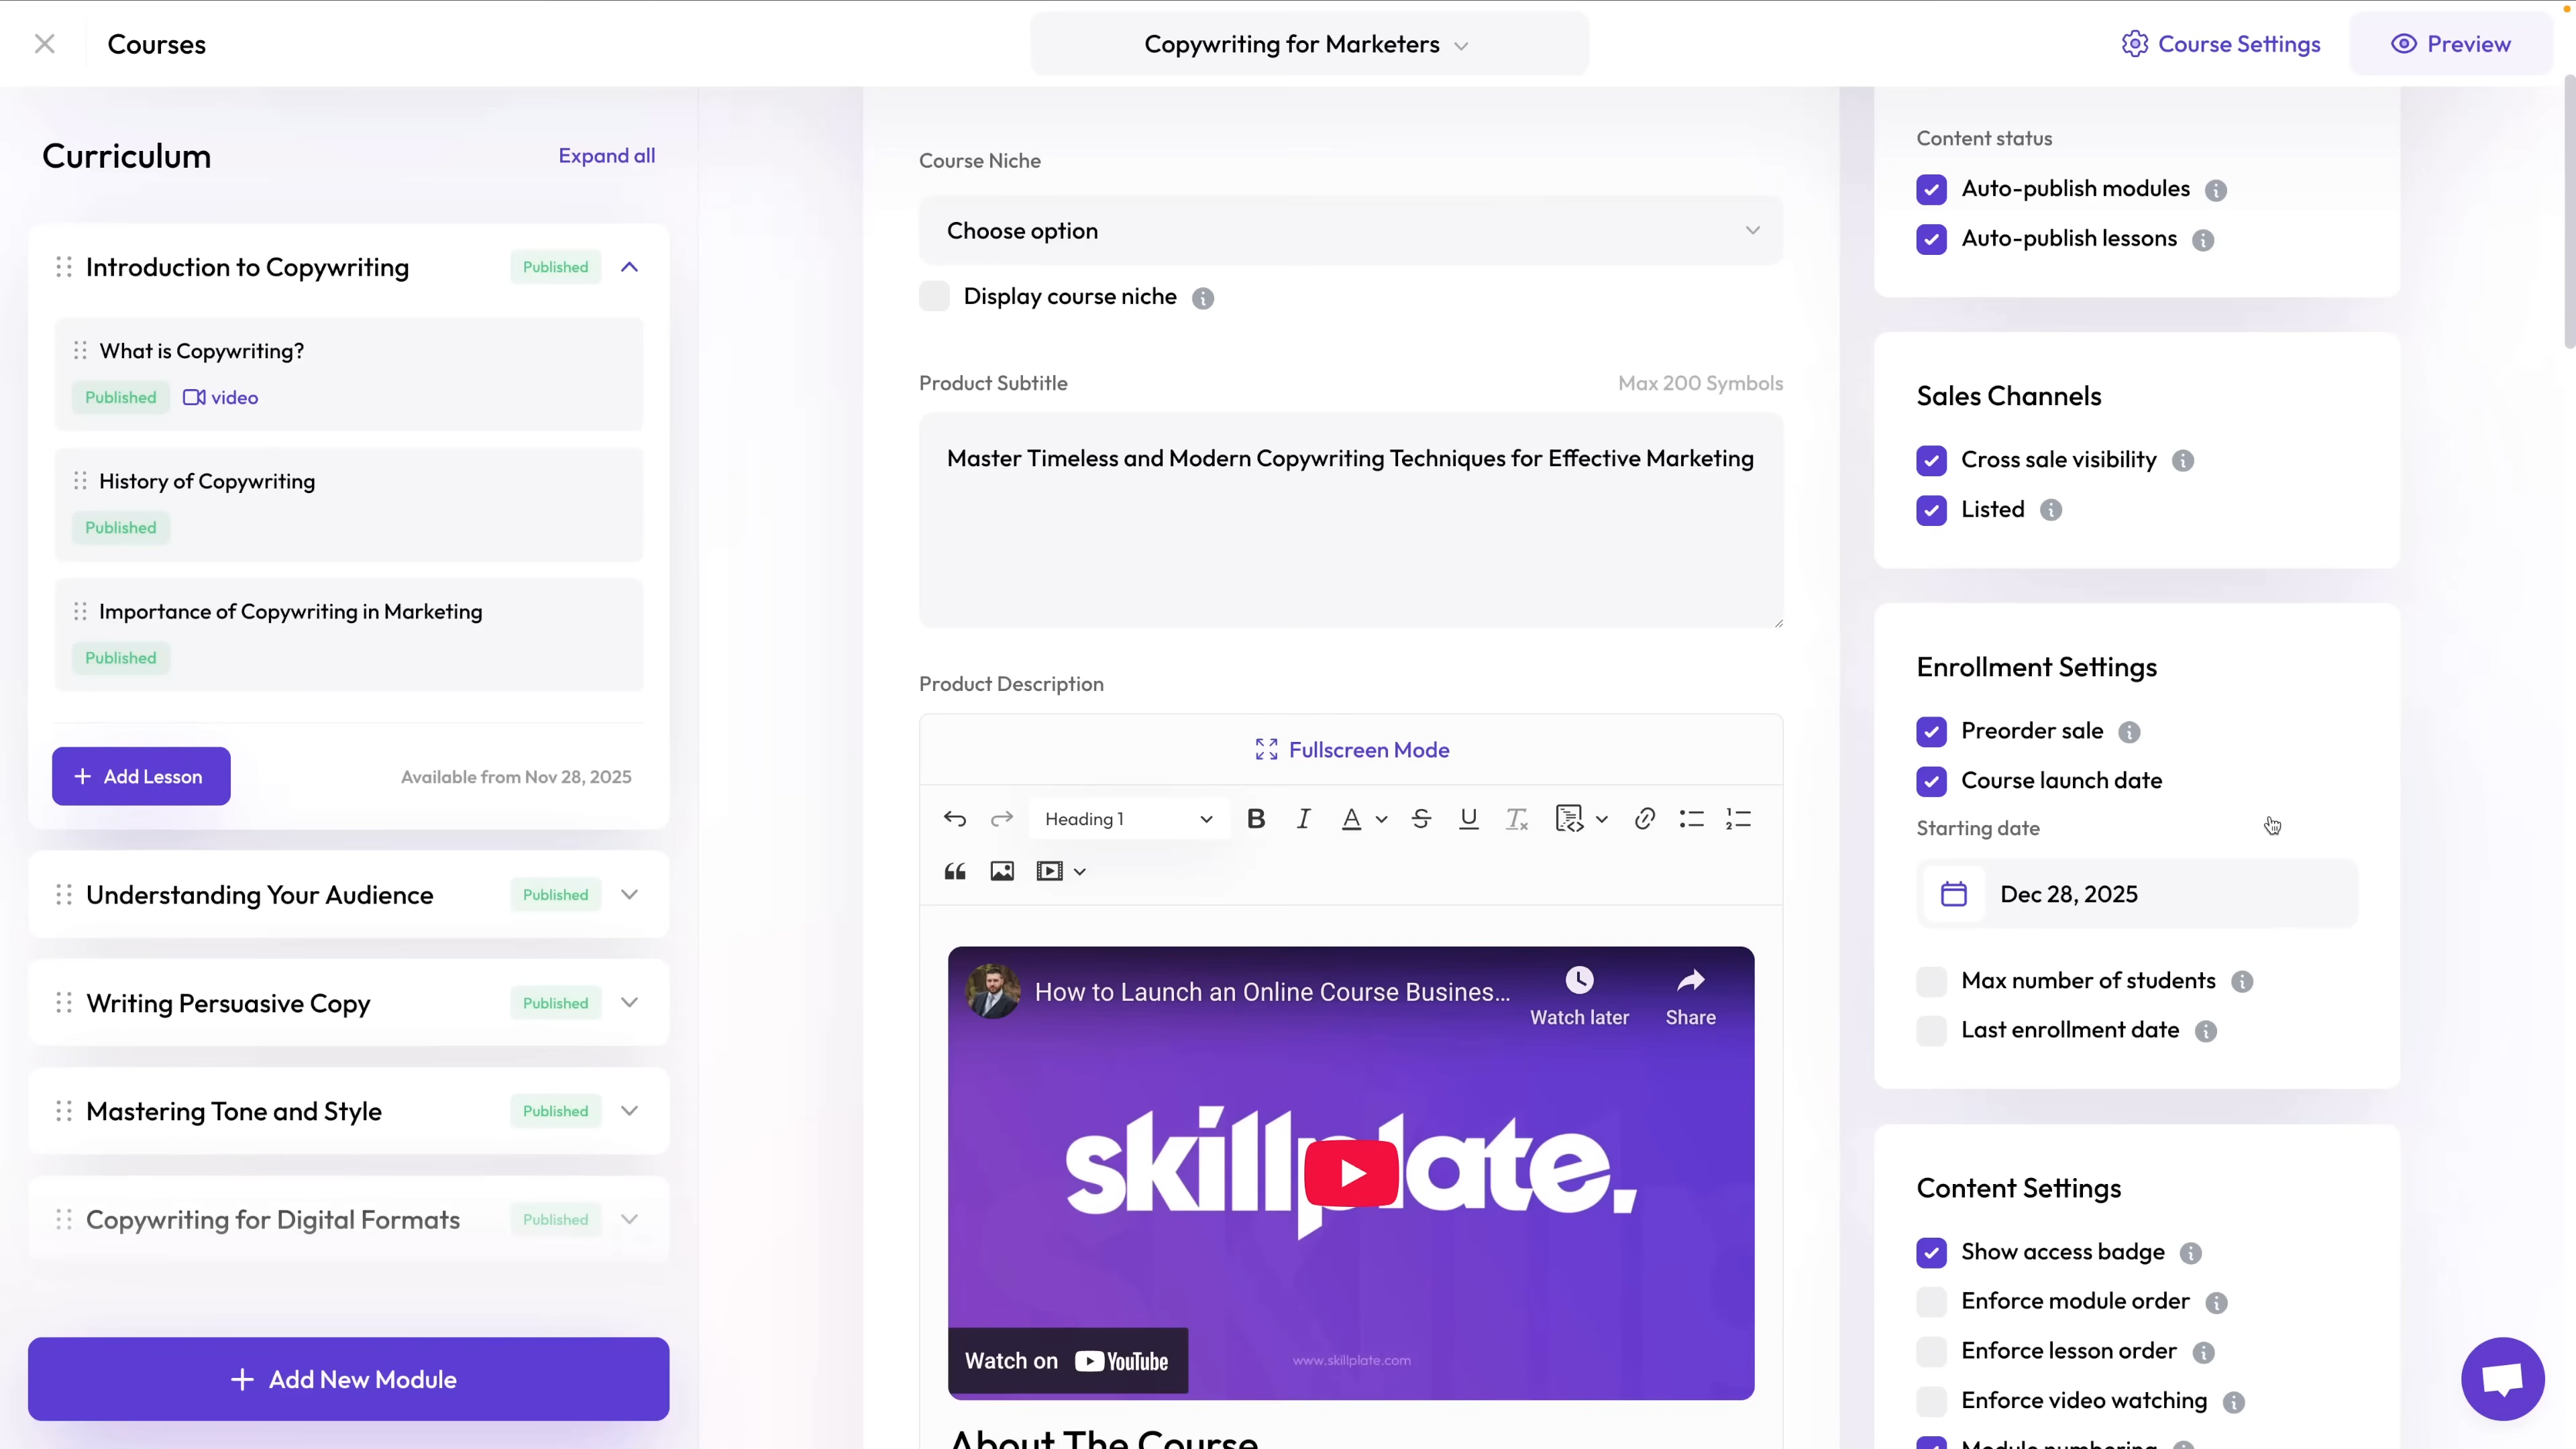 Courses
Copywriting for Marketers
Course Settings
Preview
Curriculum
Expand all
Introduction to Copywriting
Published
What is Copywriting?
Published
video
History of Copywriting
Published
Importance of Copywriting in Marketing
Published
+ Add Lesson
Available from Nov 28, 2025
Understanding Your Audience
Published
Writing Persuasive Copy
Published
Mastering Tone and Style
Published
Copywriting for Digital Formats
Published
+ Add New Module
Course Niche
Choose option
Display course niche
Product Subtitle
Max 200 Symbols
Master Timeless and Modern Copywriting Techniques for Effective Marketing
Product Description
Fullscreen Mode
Heading 1
How to Launch an Online Course Busines...
Watch later
Share
skillplate.
Watch on YouTube
www.skillplate.com
About The Course
Content status
Auto-publish modules
Auto-publish lessons
Sales Channels
Cross sale visibility
Listed
Enrollment Settings
Preorder sale
Course launch date
Starting date
Dec 28, 2025
Max number of students
Last enrollment date
Content Settings
Show access badge
Enforce module order
Enforce lesson order
Enforce video watching
Module numbering